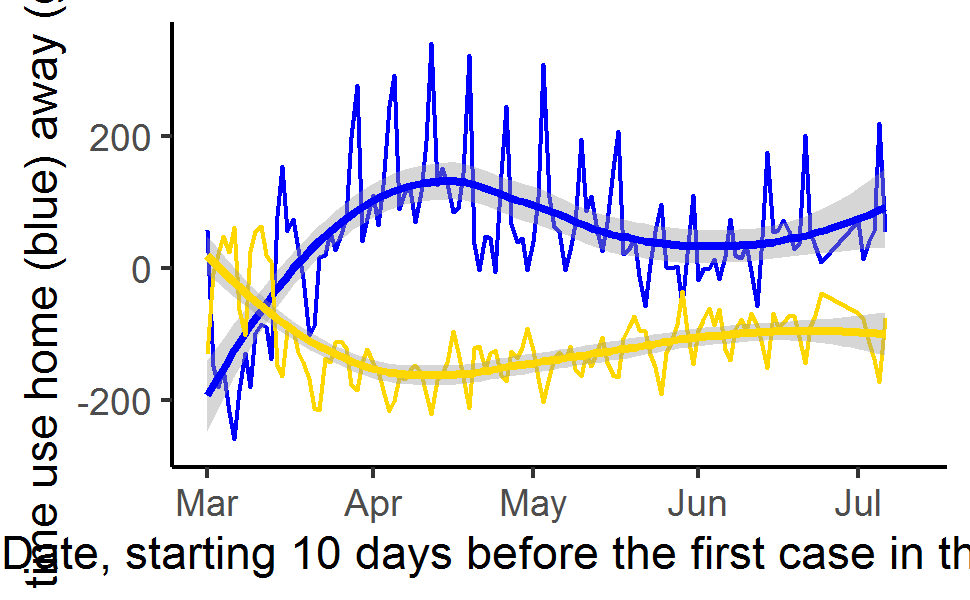 time use home (blue) away (
200
0
-200
Mar Apr May Jun Jul
Date, starting 10 days before the first case in th